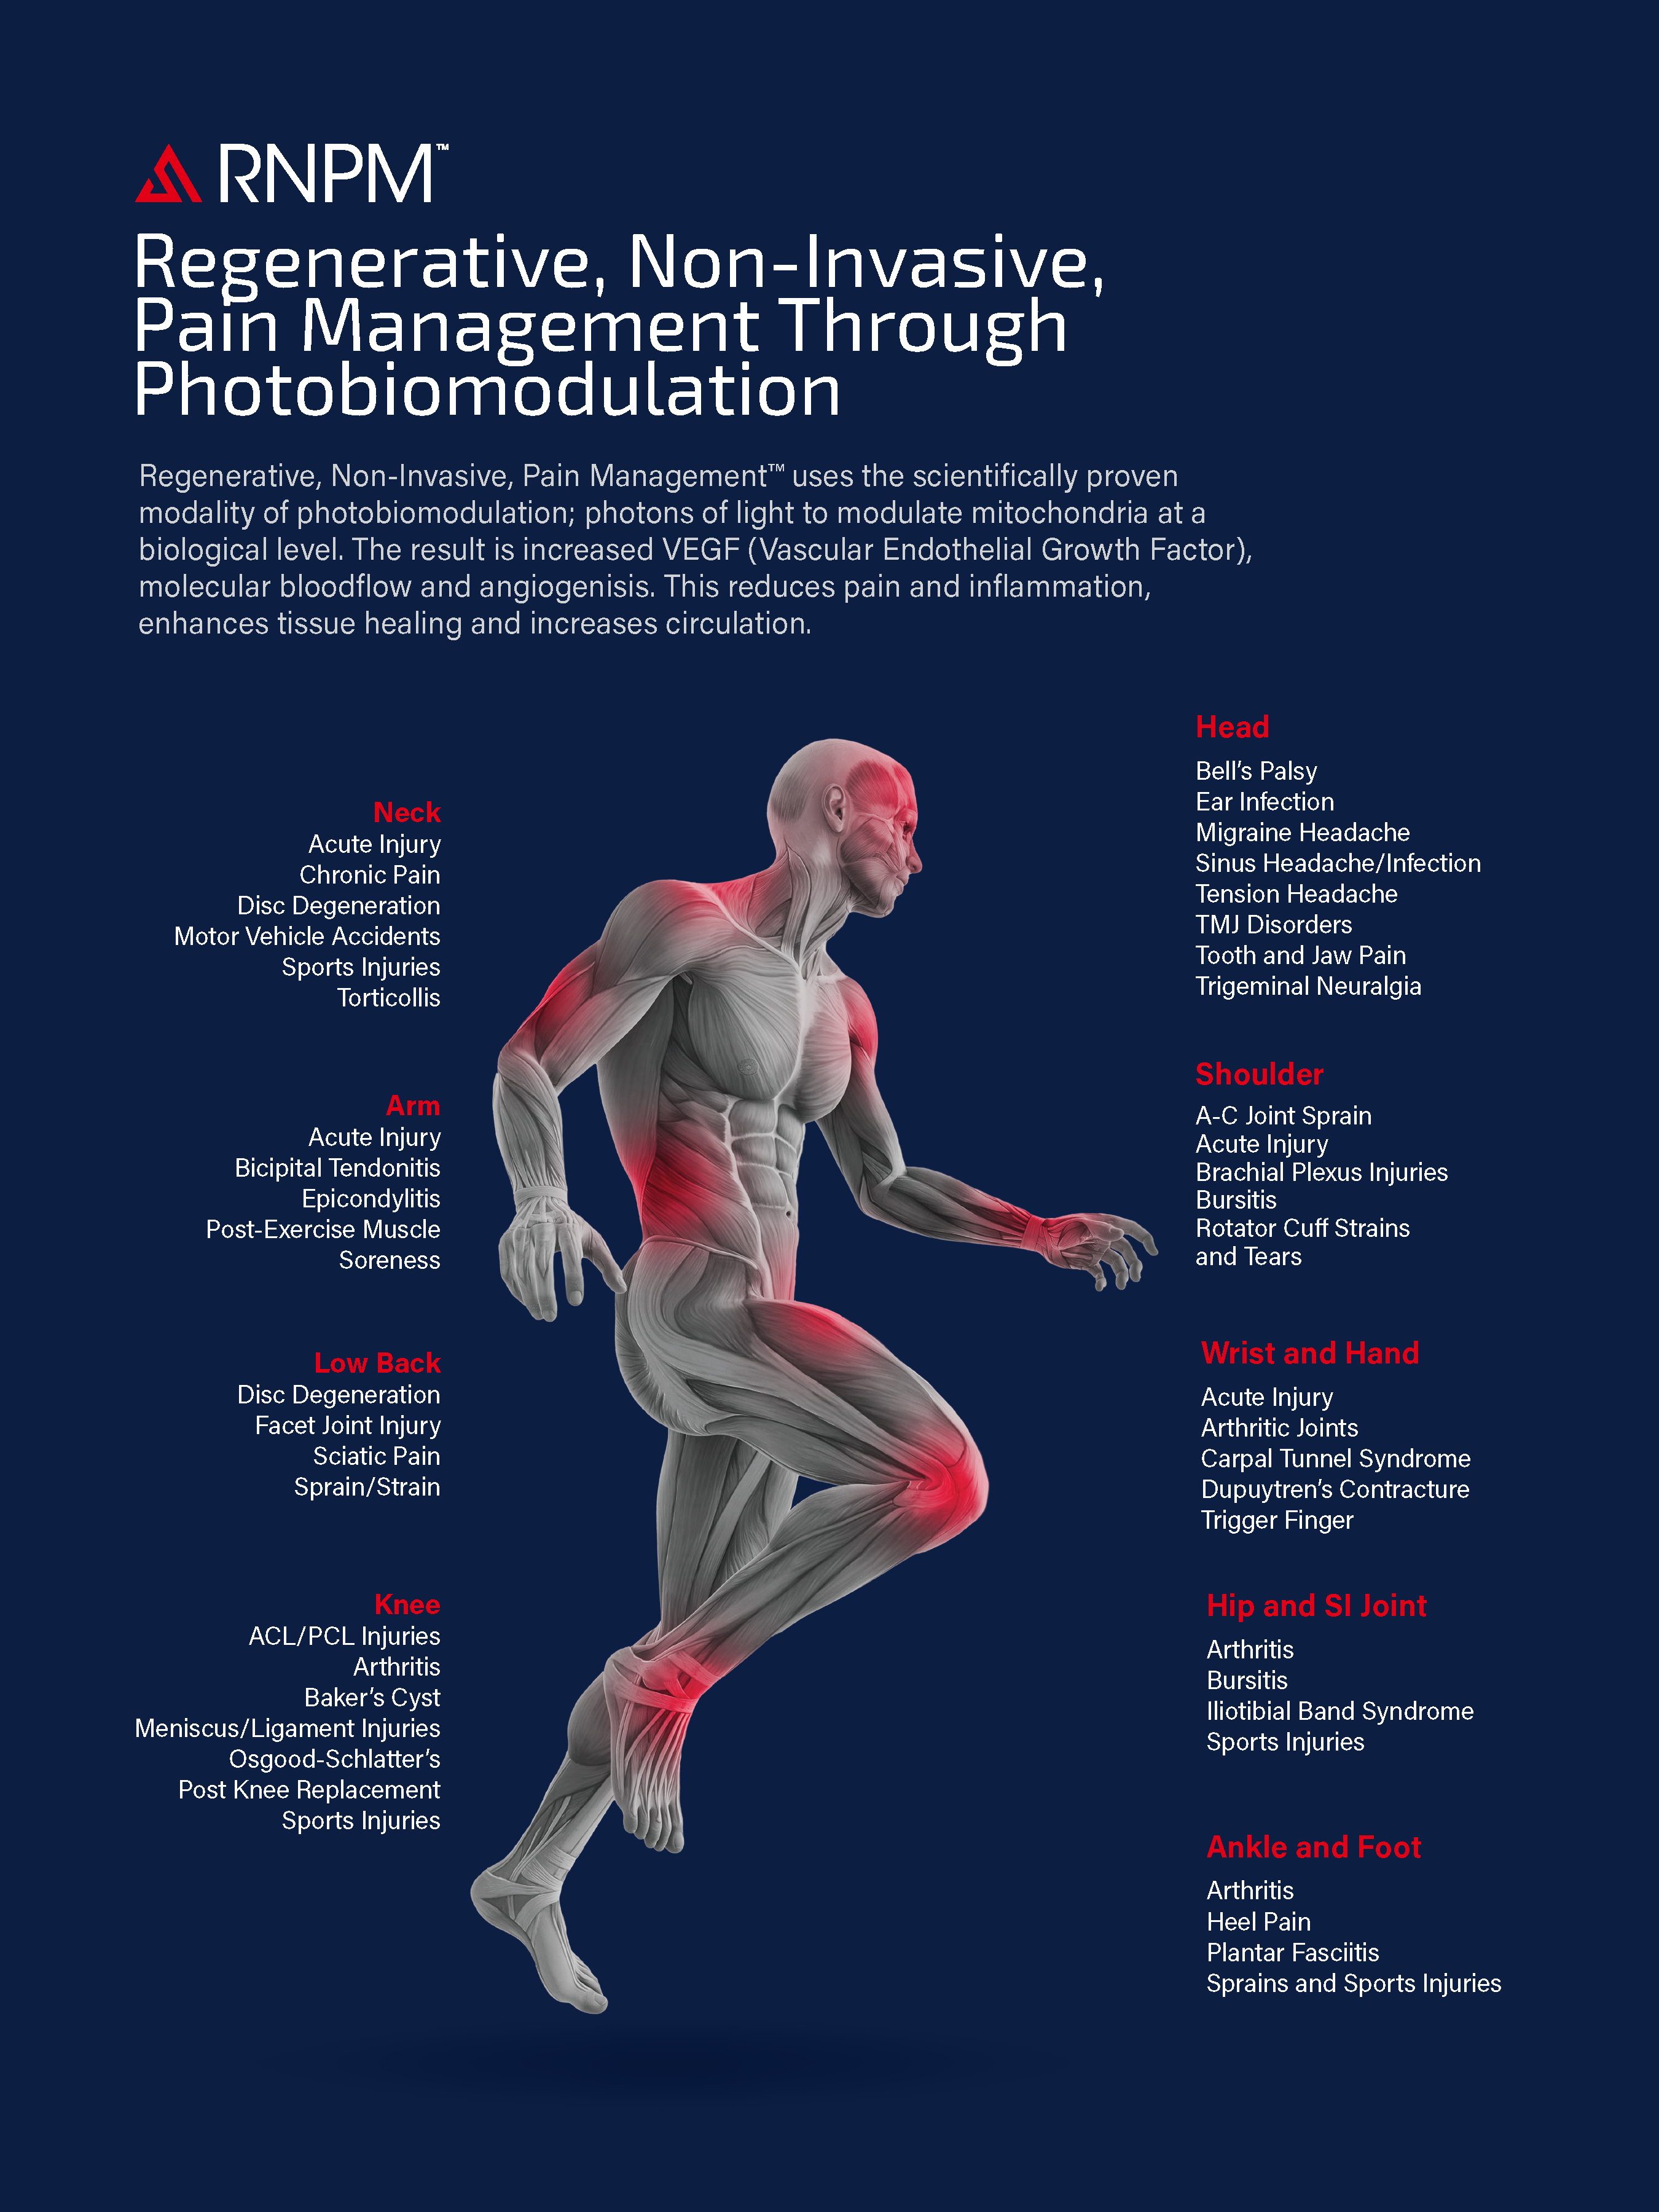 RNPM™
Regenerative, Non-Invasive,
Pain Management Through
Photobiomodulation
Regenerative, Non-Invasive, Pain Management™ uses the scientifically proven
modality of photobiomodulation; photons of light to modulate mitochondria at a
biological level. The result is increased VEGF (Vascular Endothelial Growth Factor),
molecular bloodflow and angiogenisis. This reduces pain and inflammation,
enhances tissue healing and increases circulation.
Neck
Acute Injury
Chronic Pain
Disc Degeneration
Motor Vehicle Accidents
Sports Injuries
Torticollis
Arm
Acute Injury
Bicipital Tendonitis
Epicondylitis
Post-Exercise Muscle
Soreness
Low Back
Disc Degeneration
Facet Joint Injury
Sciatic Pain
Sprain/Strain
Knee
ACL/PCL Injuries
Arthritis
Baker's Cyst
Meniscus/Ligament Injuries
Osgood-Schlatter's
Post Knee Replacement
Sports Injuries
Head
Bell's Palsy
Ear Infection
Migraine Headache
Sinus Headache/Infection
Tension Headache
TMJ Disorders
Tooth and Jaw Pain
Trigeminal Neuralgia
Shoulder
A-C Joint Sprain
Acute Injury
Brachial Plexus Injuries
Bursitis
Rotator Cuff Strains
and Tears
Wrist and Hand
Acute Injury
Arthritic Joints
Carpal Tunnel Syndrome
Dupuytren's Contracture
Trigger Finger
Hip and SI Joint
Arthritis
Bursitis
Iliotibial Band Syndrome
Sports Injuries
Ankle and Foot
Arthritis
Heel Pain
Plantar Fasciitis
Sprains and Sports Injuries